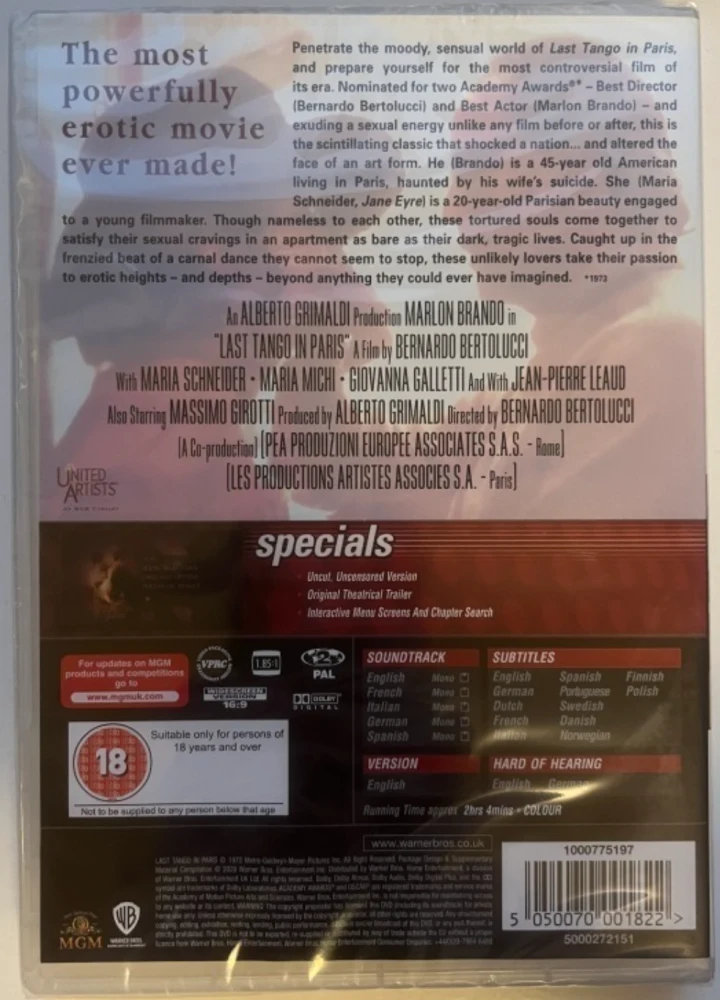 The most
powerfully
erotic movie
ever made!
Penetrate the moody, sensual world of Last Tango in Paris,
and prepare yourself for the most controversial film of
its era. Nominated for two Academy Awards®* – Best Director
(Bernardo Bertolucci) and Best Actor (Marlon Brando) – and
exuding a sexual energy unlike any film before or after, this is
the scintillating classic that shocked a nation... and altered the
face of an art form. He (Brando) is a 45-year old American
living in Paris, haunted by his wife's suicide. She (Maria
Schneider, Jane Eyre) is a 20-year-old Parisian beauty engaged
to a young filmmaker. Though nameless to each other, these tortured souls come together to
satisfy their sexual cravings in an apartment as bare as their dark, tragic lives. Caught up in the
frenzied beat of a carnal dance they cannot seem to stop, these unlikely lovers take their passion
to erotic heights – and depths – beyond anything they could ever have imagined. *1973
An ALBERTO GRIMALDI Production MARLON BRANDO in
"LAST TANGO IN PARIS" A Film by BERNARDO BERTOLUCCI
With MARIA SCHNEIDER • MARIA MICHI • GIOVANNA GALLETTI And With JEAN-PIERRE LEAUD
Also Starring MASSIMO GIROTTI Produced by ALBERTO GRIMALDI Directed by BERNARDO BERTOLUCCI
(A Co-production) [PEA PRODUZIONI EUROPEE ASSOCIATES S.A.S. - Rome]
[LES PRODUCTIONS ARTISTES ASSOCIES S.A. - Paris]
UNITED
ARTISTS
specials
Uncut, Uncensored Version
Original Theatrical Trailer
Interactive Menu Screens And Chapter Search
For updates on MGM
products and competitions
go to
www.mgmuk.com
VPRC
1.85:1
2
PAL
WIDESCREEN
VERSION
16:9
DOLBY
DIGITAL
Suitable only for persons of
18 years and over
18
Not to be supplied to any person below that age
SOUNDTRACK
English Mono
French Mono
Italian Mono
German Mono
Spanish Mono
SUBTITLES
English Spanish Finnish
German Portuguese Polish
Dutch Swedish
French Danish
Italian Norwegian
VERSION
English
HARD OF HEARING
English German
Running Time approx 2hrs 4mins • COLOUR
www.warnerbros.co.uk
1000775197
5 050070 001822 >
5000272151
MGM
WB
WARNER BROS.